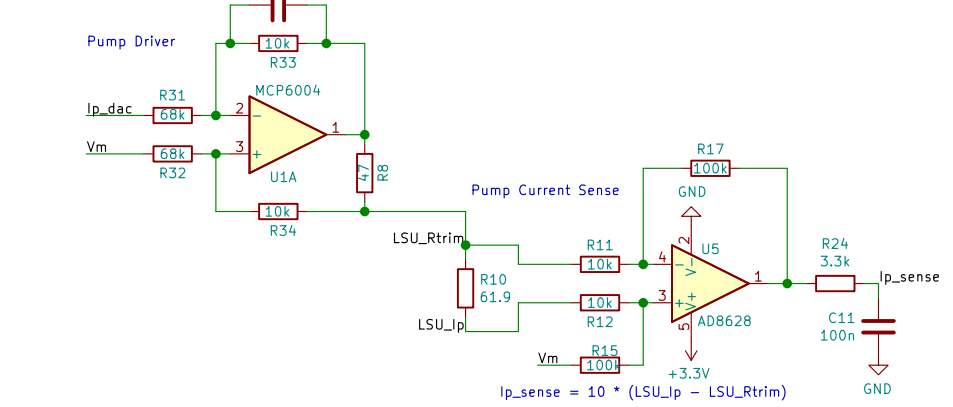 Pump Driver
10k
R33
MCP6004
R31
Ip_dac
68k
2
1
Vm
68k
3
R32
U1A
47
R8
10k
R34
R17
100k
Pump Current Sense
GND
LSU_Rtrim
R11
10k
2
U5
4
V-
R24
3.3k
R10
61.9
1
Ip_sense
10k
3
V+
LSU_Ip
R12
5
AD8628
C11
100n
Vm
R15
100k
+3.3V
GND
Ip_sense = 10 * (LSU_Ip - LSU_Rtrim)